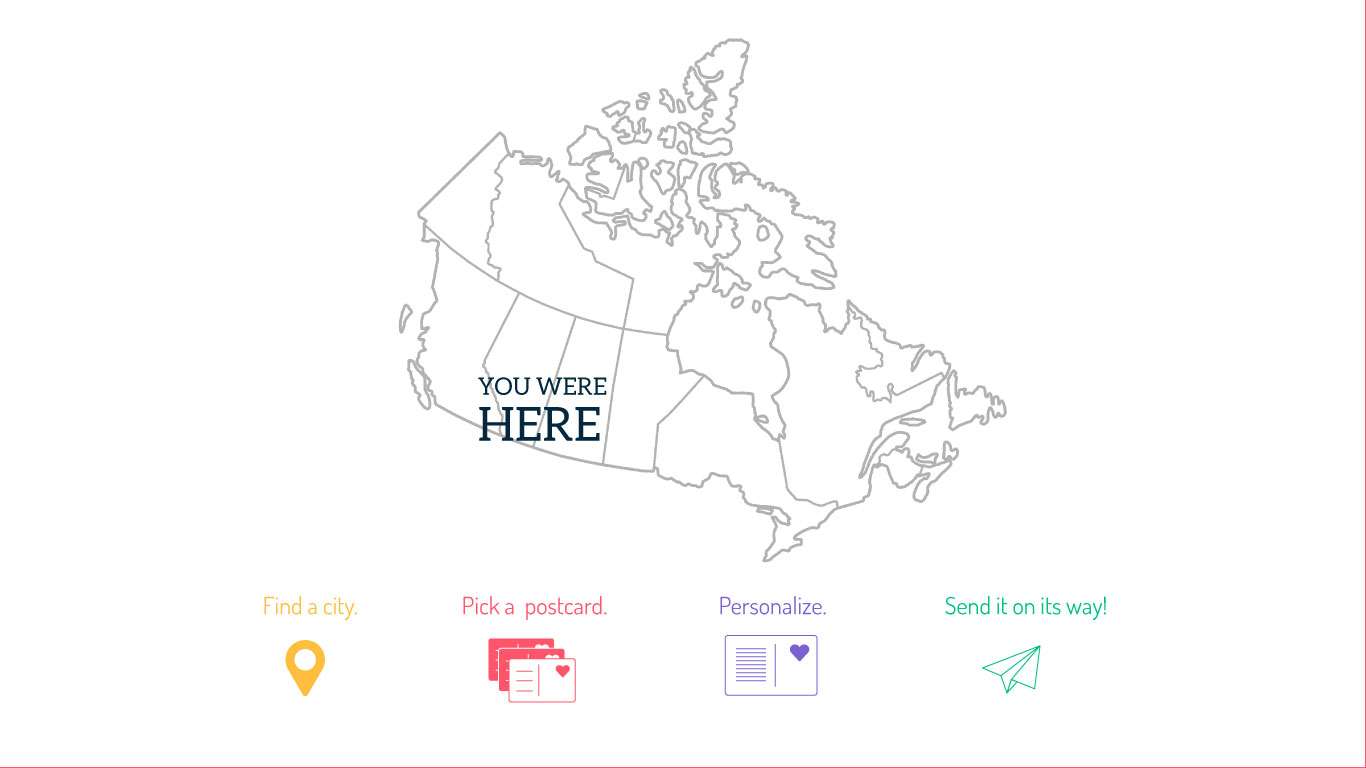 YOU WERE
HERE
Find a city.
Pick a postcard.
Personalize.
Send it on its way!